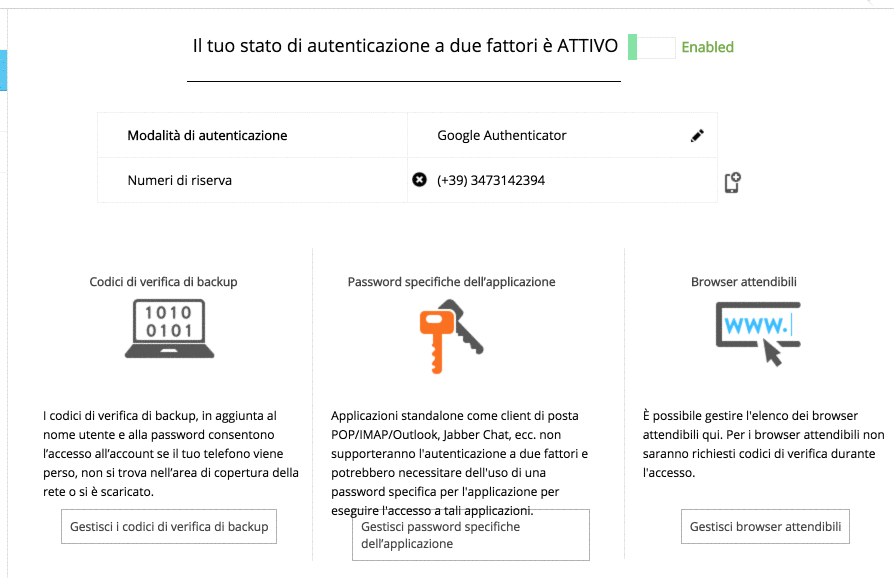 Il tuo stato di autenticazione a due fattori è ATTIVO Enabled
Modalità di autenticazione Google Authenticator
Numeri di riserva (+39) 3473142394
Codici di verifica di backup
1010
0101
I codici di verifica di backup, in aggiunta al
nome utente e alla password consentono
l’accesso all’account se il tuo telefono viene
perso, non si trova nell’area di copertura della
rete o si è scaricato.
Gestisci i codici di verifica di backup
Password specifiche dell’applicazione
Applicazioni standalone come client di posta
POP/IMAP/Outlook, Jabber Chat, ecc. non
supporteranno l'autenticazione a due fattori e
potrebbero necessitare dell'uso di una
password specifica per l'applicazione per
eseguire l'accesso a tali applicazioni.
Gestisci password specifiche
dell’applicazione
Browser attendibili
www.
È possibile gestire l'elenco dei browser
attendibili qui. Per i browser attendibili non
saranno richiesti codici di verifica durante
l'accesso.
Gestisci browser attendibili